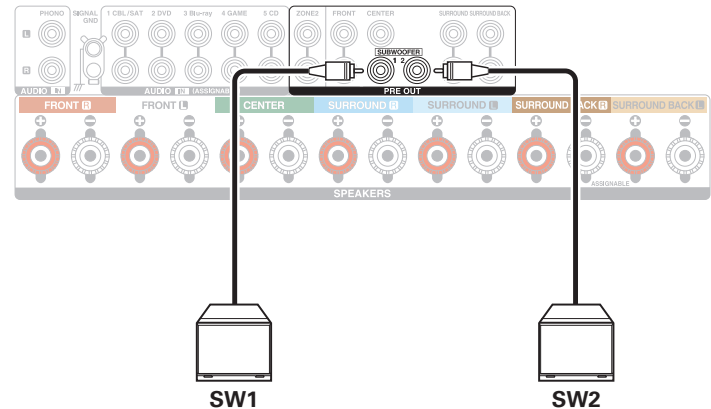 PHONO SIGNAL GND 1 CBL/SAT 2 DVD 3 Blu-ray 4 GAME 5 CD ZONE2 FRONT CENTER SURROUND SURROUND BACK
L
SUBWOOFER
1 2
R
AUDIO IN AUDIO IN (ASSIGNABL PRE OUT
FRONT R FRONT L CENTER SURROUND R SURROUND L SURROUND BACK R SURROUND BACK L
ASSIGNABLE
SPEAKERS
SW1 SW2